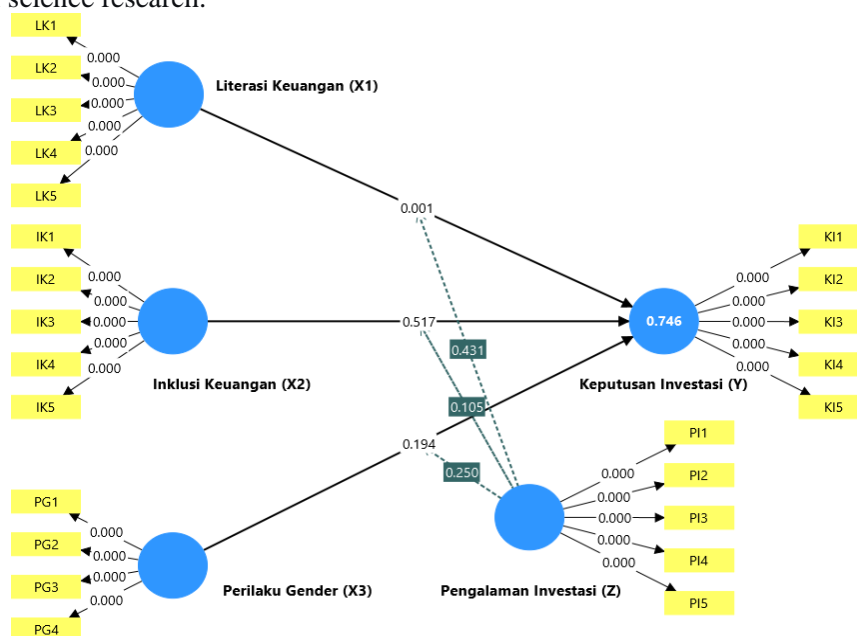 science research.
LK1
0.000
LK2
0.000
LK3
0.000
0.000
LK4
0.000
LK5
Literasi Keuangan (X1)
0.001
IK1
0.000
IK2
0.000
IK3
0.000
0.000
IK4
0.000
IK5
Inklusi Keuangan (X2)
0.517
0.431
0.105
0.194
0.250
PG1
0.000
PG2
0.000
PG3
0.000
0.000
PG4
Perilaku Gender (X3)
0.746
Keputusan Investasi (Y)
KI1
0.000
KI2
0.000
KI3
0.000
0.000
KI4
0.000
KI5
Pengalaman Investasi (Z)
PI1
0.000
PI2
0.000
PI3
0.000
0.000
PI4
0.000
PI5